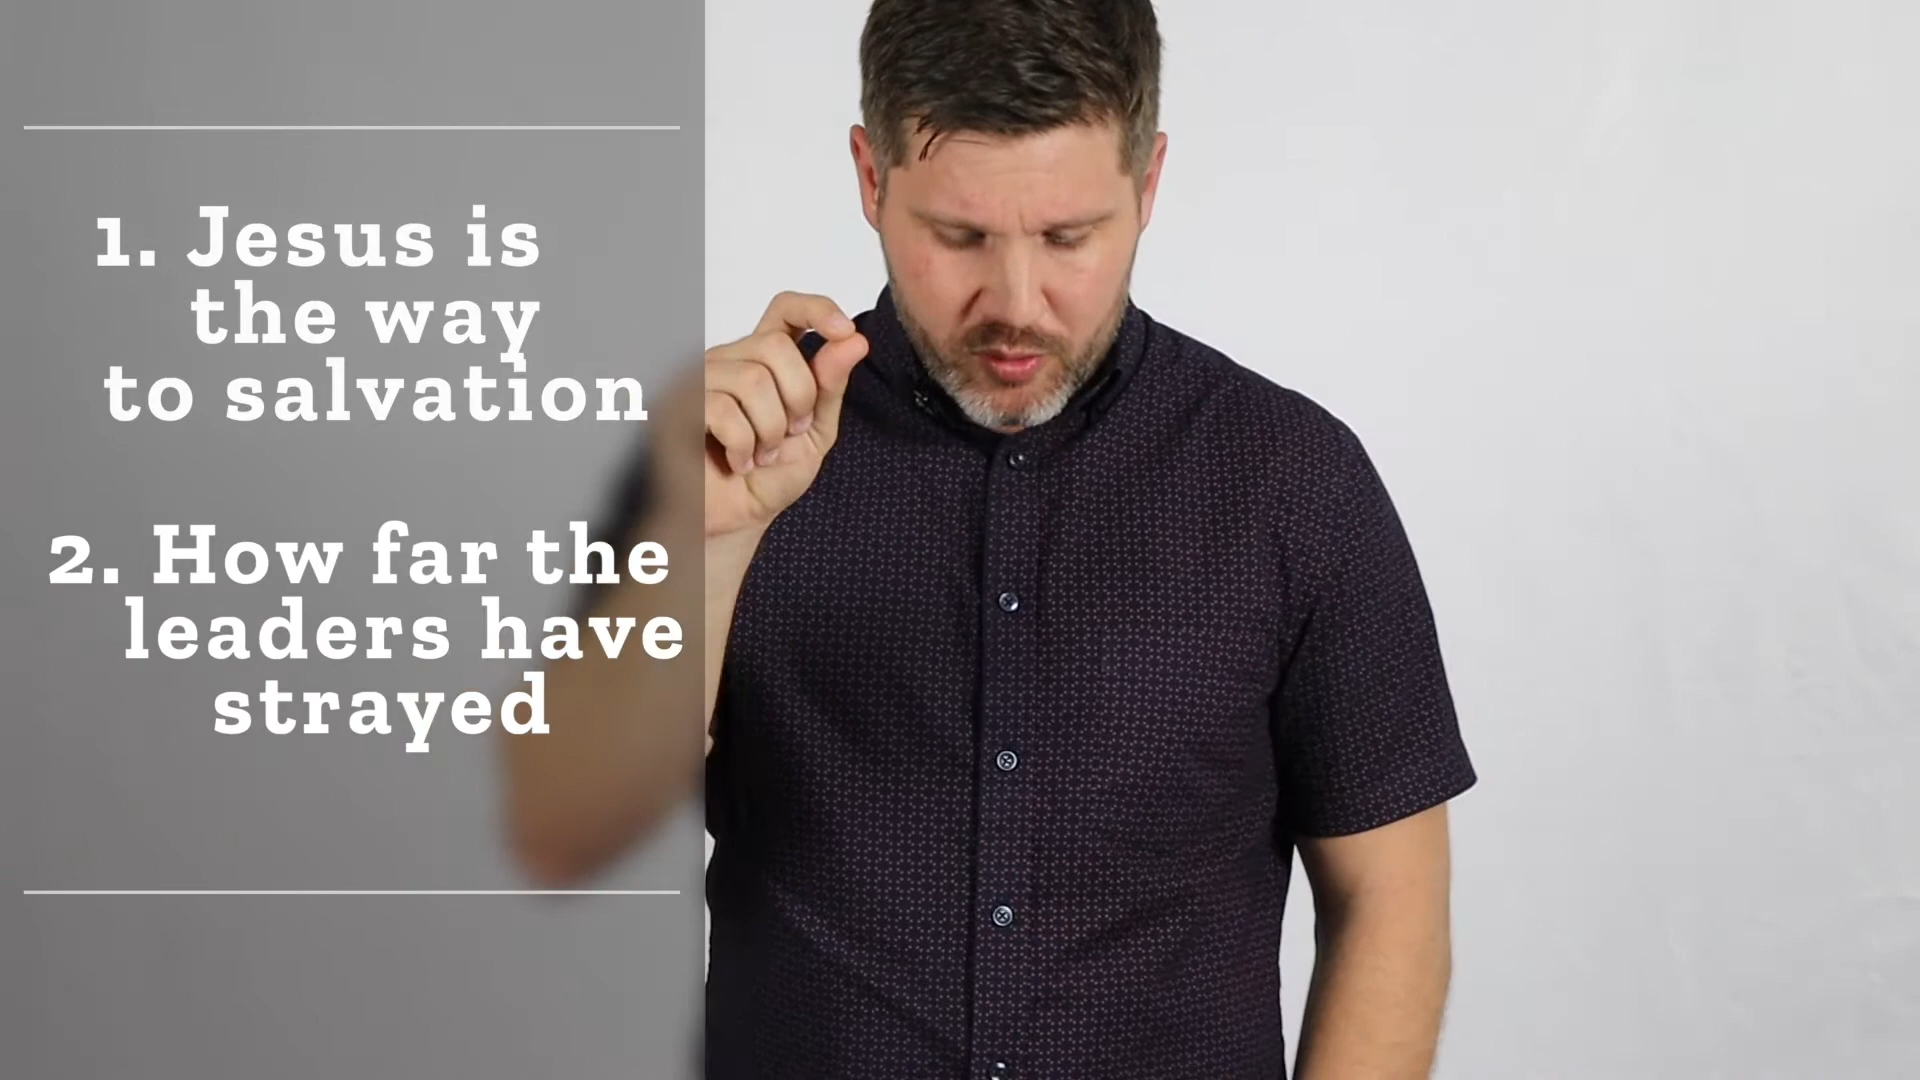 1. Jesus is
the way
to salvation
2. How far the
leaders have
strayed